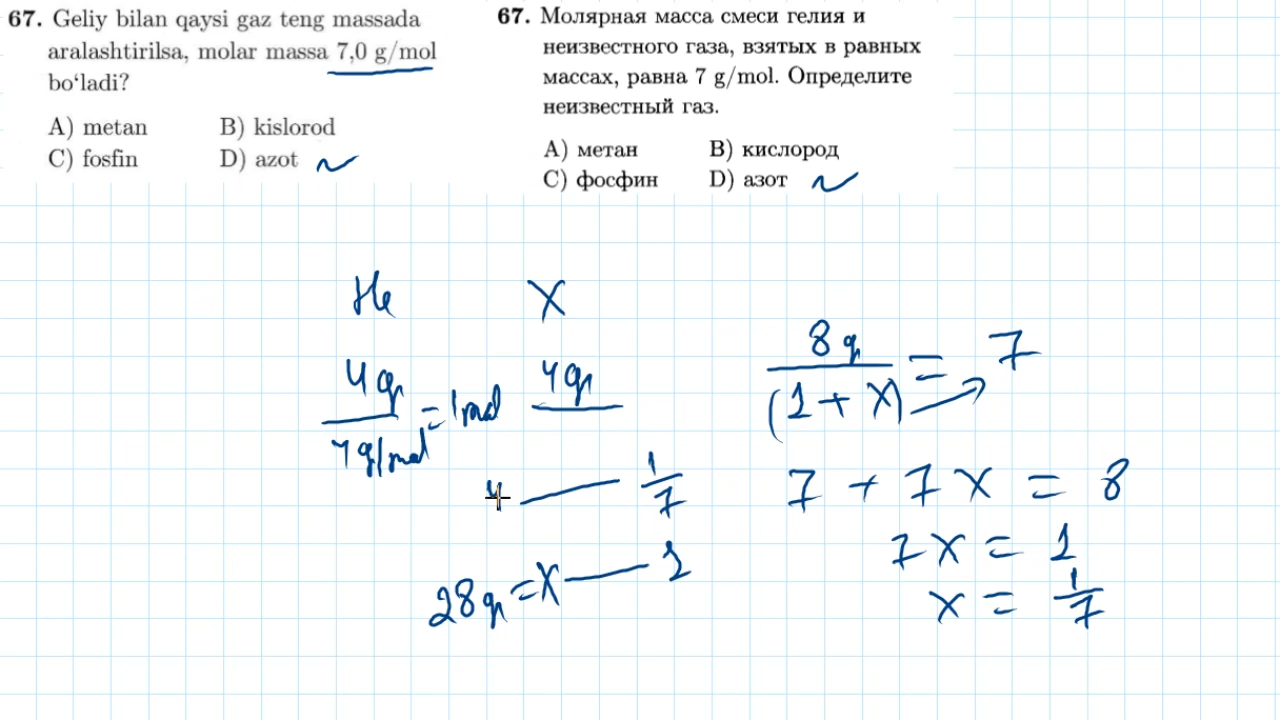 67. Geliy bilan qaysi gaz teng massada
aralashtirilsa, molar massa 7,0 g/mol
bo‘ladi?
A) metan B) kislorod
C) fosfin D) azot
67. Молярная масса смеси гелия и
неизвестного газа, взятых в равных
массах, равна 7 g/mol. Определите
неизвестный газ.
A) метан B) кислород
C) фосфин D) азот
He X
4g / 4g/mol = 1mol
4g
8g / (1 + x) = 7
4 — 1/7
7 + 7x = 8
28g = x — 1
7x = 1
x = 1/7